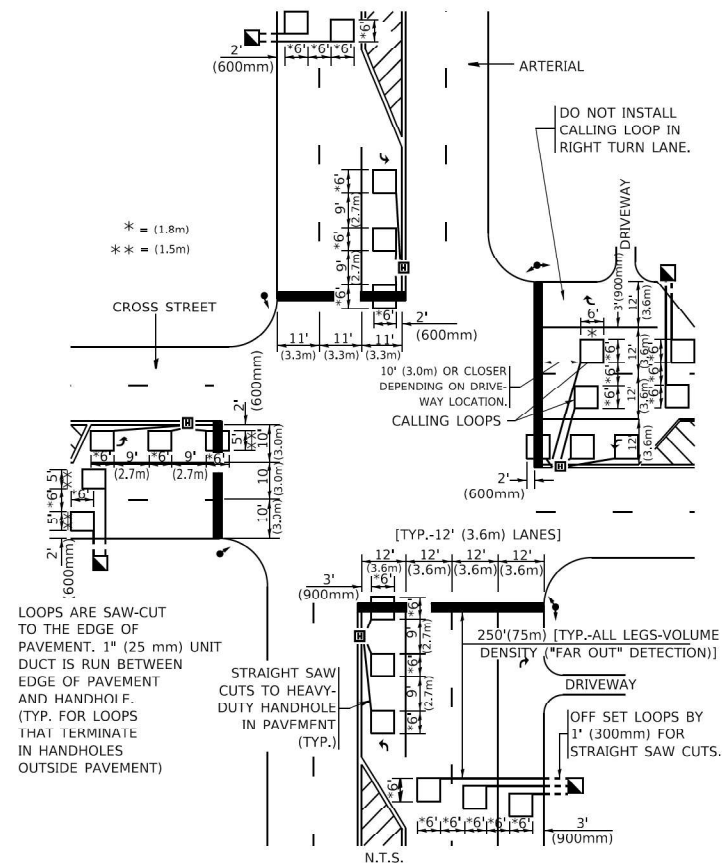 *6'
2'
(600mm)
*6' *6' *6'
ARTERIAL
DO NOT INSTALL
CALLING LOOP IN
RIGHT TURN LANE.
* = (1.8m)
** = (1.5m)
*6'
9'
(2.7m)
*6'
9'
(2.7m)
*6'
H
DRIVEWAY
CROSS STREET
*6'
2'
(600mm)
11' 11' 11'
(3.3m) (3.3m) (3.3m)
3'(900mm)
12'
(3.6m)
6'
*
10' (3.0m) OR CLOSER
DEPENDING ON DRIVE-
WAY LOCATION.
CALLING LOOPS
*6'
*6'
*6'
12'
(3.6m)
12'
(3.6m)
12'
(3.6m)
*6'
*6'
*6'
2'
(600mm)
H
5'
**
10'
(3.0m)
*6' 9' *6' 9' *6'
(2.7m) (2.7m)
10
(3.0m)
10'
(3.0m)
5'
**
*6'
*6'
5'
**
2'
(600mm)
H
2'
(600mm)
[TYP.-12' (3.6m) LANES]
12' 12' 12' 12'
(3.6m) (3.6m) (3.6m) (3.6m)
3'
(900mm)
*6'
*6'
H
9'
(2.7m)
*6'
9'
(2.7m)
*6'
250'(75m) [TYP.-ALL LEGS-VOLUME
DENSITY ("FAR OUT" DETECTION)]
DRIVEWAY
LOOPS ARE SAW-CUT
TO THE EDGE OF
PAVEMENT. 1" (25 mm) UNIT
DUCT IS RUN BETWEEN
EDGE OF PAVEMENT
AND HANDHOLE.
(TYP. FOR LOOPS
THAT TERMINATE
IN HANDHOLES
OUTSIDE PAVEMENT)
STRAIGHT SAW
CUTS TO HEAVY-
DUTY HANDHOLE
IN PAVEMENT
(TYP.)
OFF SET LOOPS BY
1' (300mm) FOR
STRAIGHT SAW CUTS.
*6'
*6' *6' *6' *6' *6'
3'
(900mm)
N.T.S.